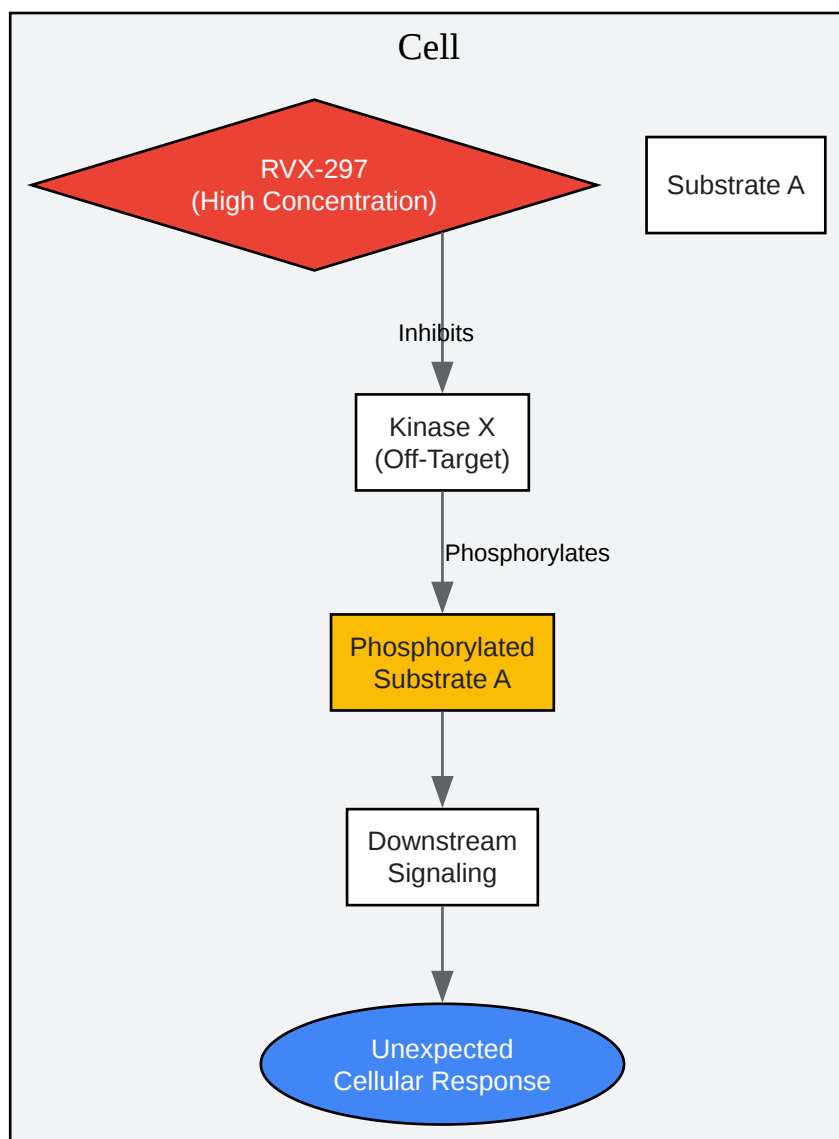 Cell
RVX-297
(High Concentration)
Substrate A
Inhibits
Kinase X
(Off-Target)
Phosphorylates
Phosphorylated
Substrate A
Downstream
Signaling
Unexpected
Cellular Response